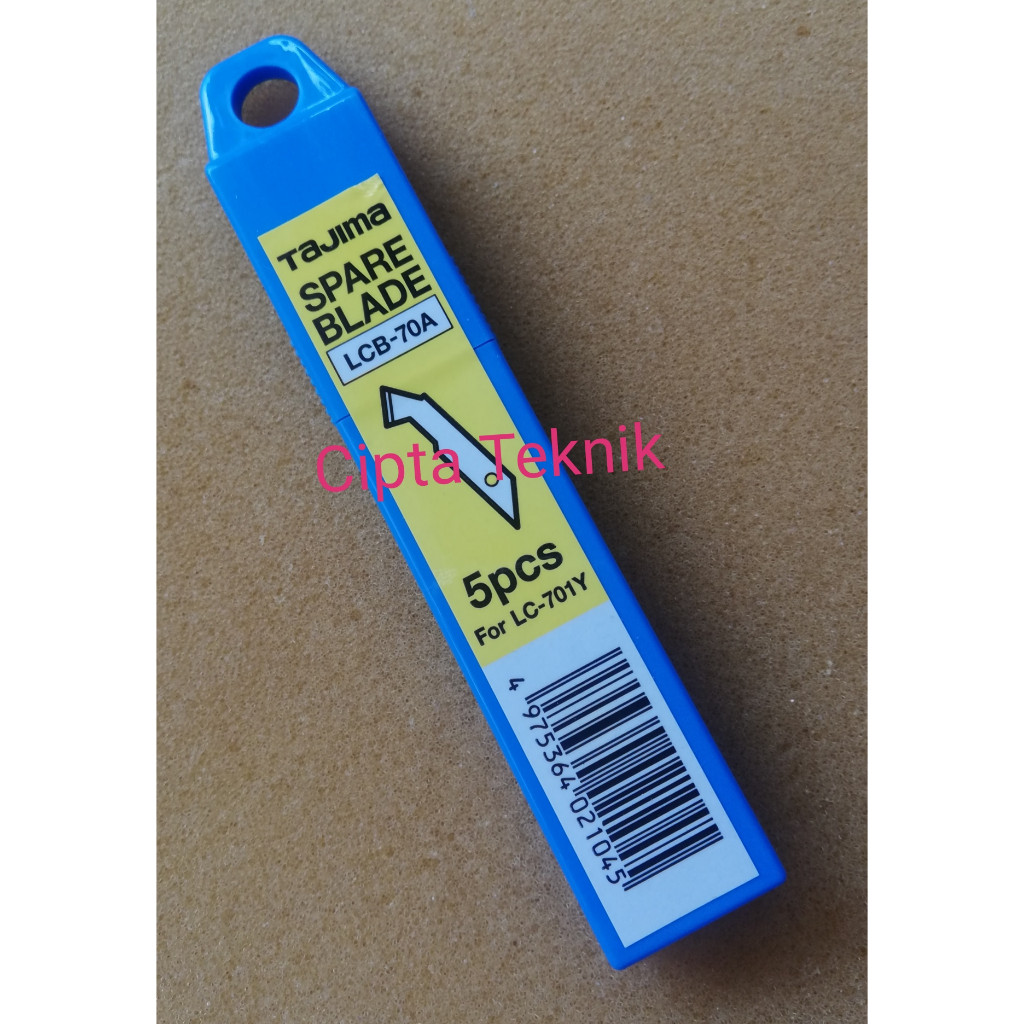 TaJima
SPARE
BLADE
LCB-70A
Cipta Teknik
5pcs
For LC-701Y
4 975364 021045